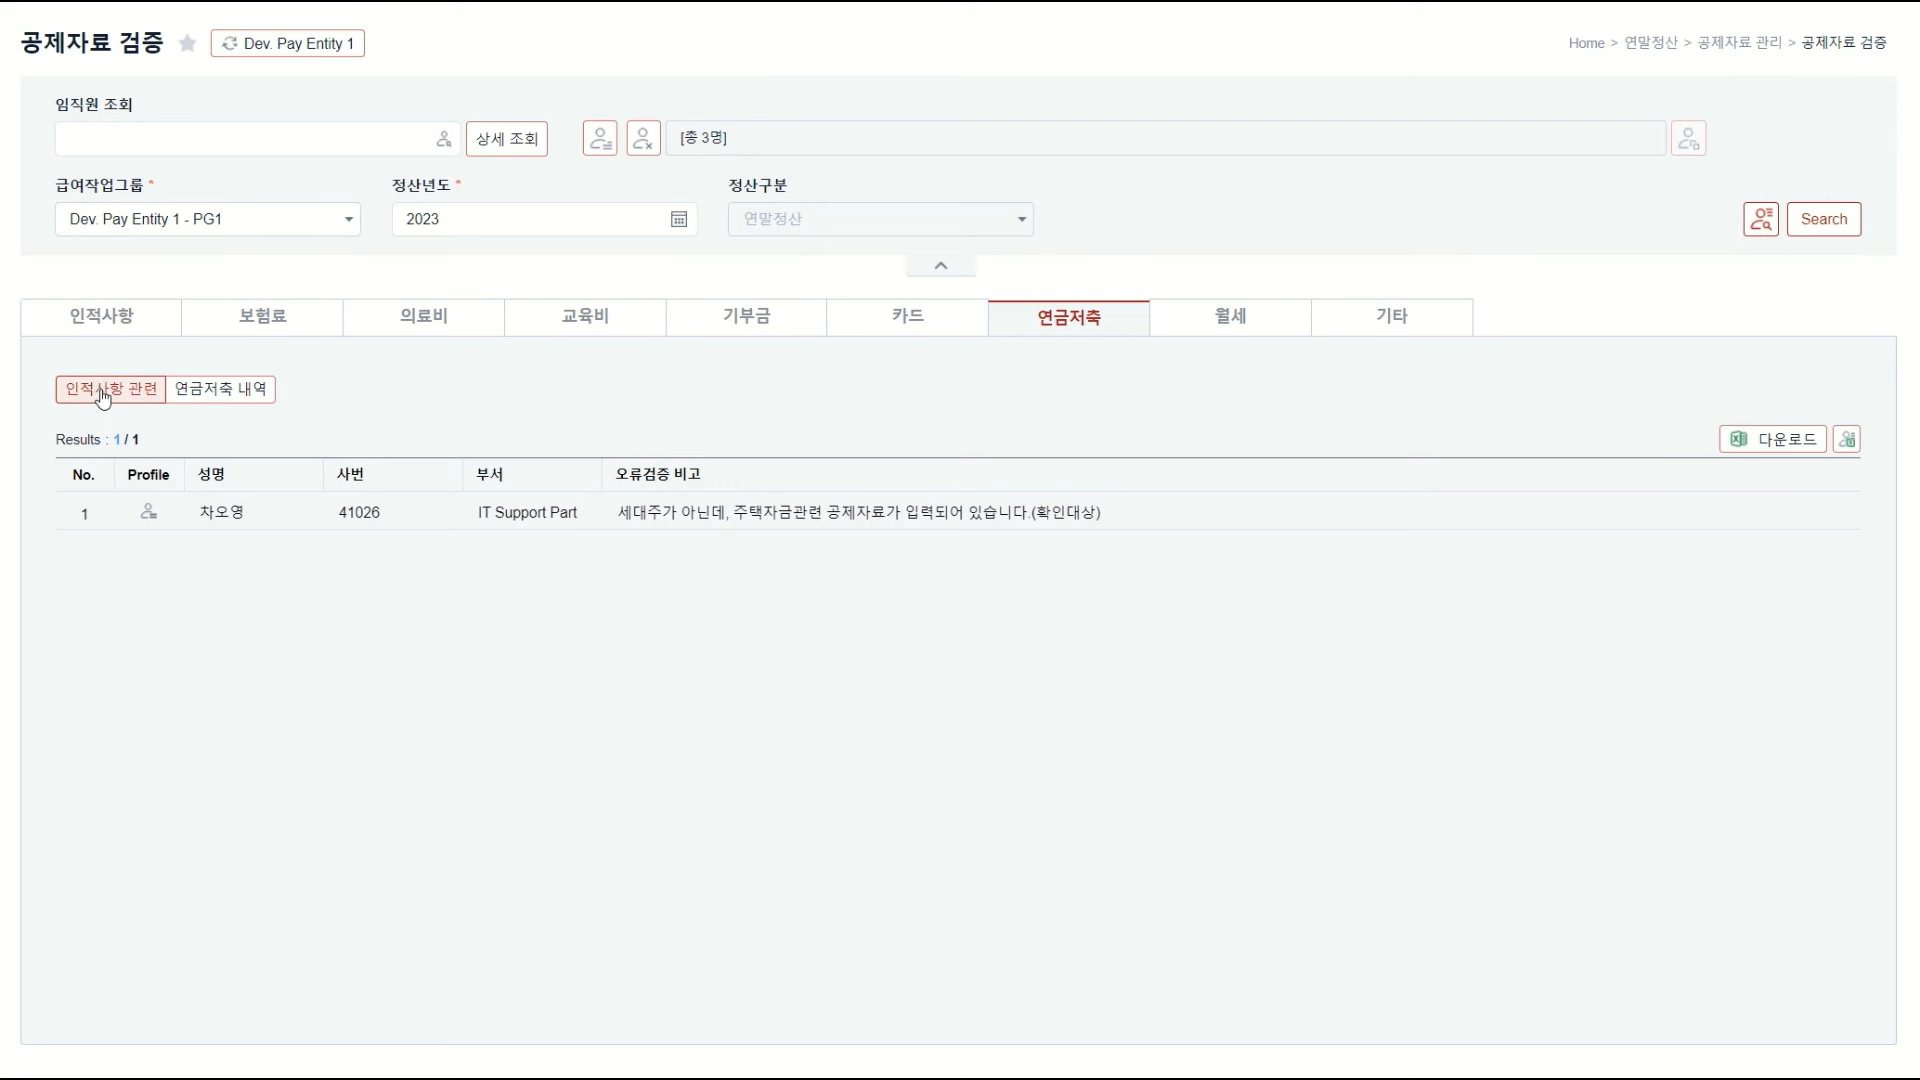 공제자료 검증
Dev. Pay Entity 1
Home > 연말정산 > 공제자료 관리 > 공제자료 검증
임직원 조회
상세 조회
[총 3명]
급여작업그룹 *
정산년도 *
정산구분
Dev. Pay Entity 1 - PG1
2023
연말정산
Search
인적사항
보험료
의료비
교육비
기부금
카드
연금저축
월세
기타
인적사항 관련
연금저축 내역
Results : 1 / 1
다운로드
No.
Profile
성명
사번
부서
오류검증 비고
1
차오영
41026
IT Support Part
세대주가 아닌데, 주택자금관련 공제자료가 입력되어 있습니다.(확인대상)